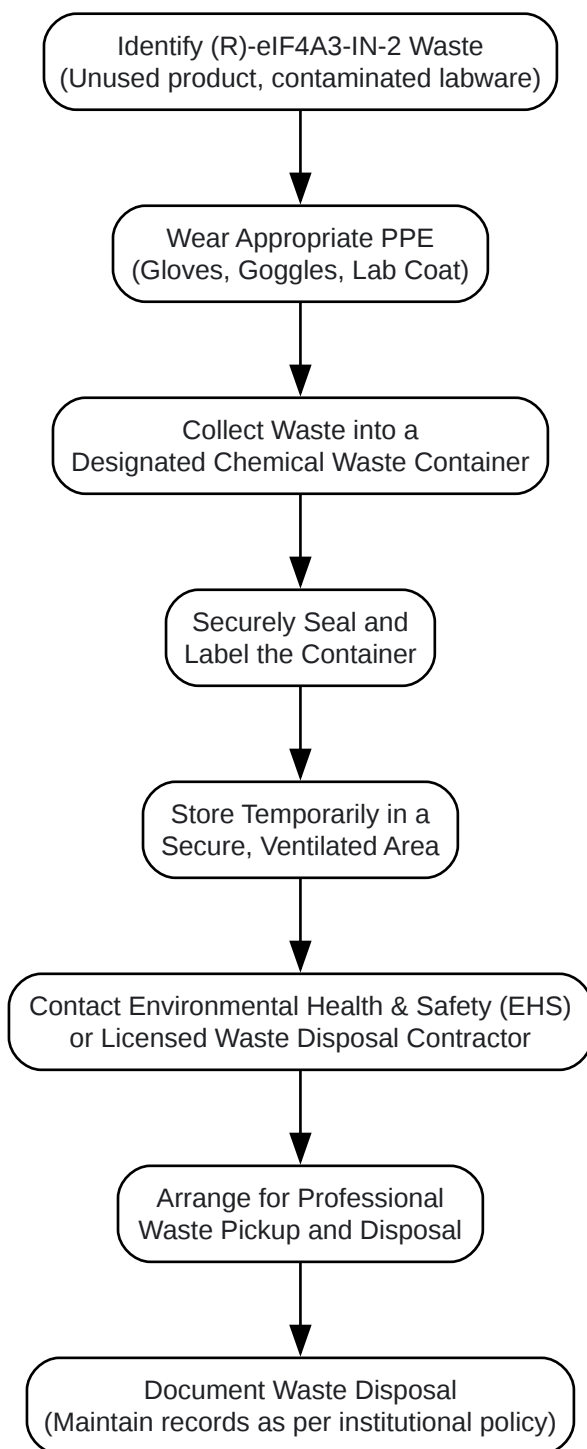 Identify (R)-eIF4A3-IN-2 Waste
(Unused product, contaminated labware)
Wear Appropriate PPE
(Gloves, Goggles, Lab Coat)
Collect Waste into a
Designated Chemical Waste Container
Securely Seal and
Label the Container
Store Temporarily in a
Secure, Ventilated Area
Contact Environmental Health & Safety (EHS)
or Licensed Waste Disposal Contractor
Arrange for Professional
Waste Pickup and Disposal
Document Waste Disposal
(Maintain records as per institutional policy)